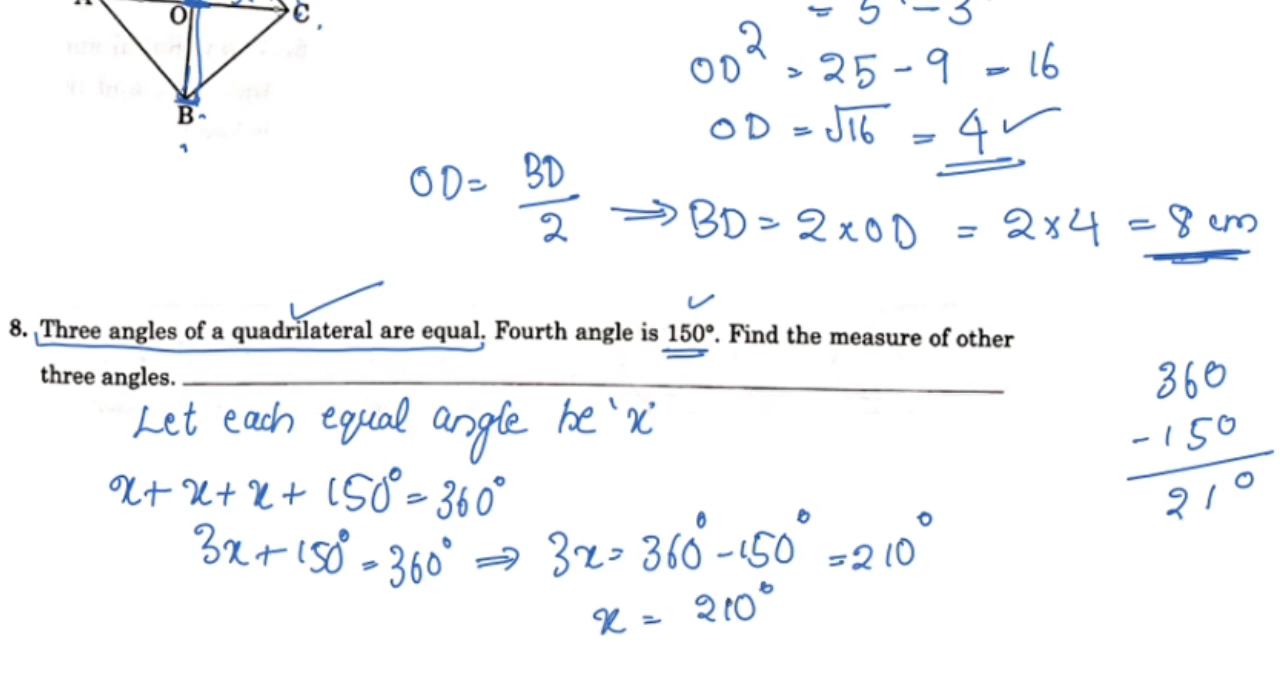 A
O
C
B
= 5² - 3
OD² = 25 - 9 = 16
OD = √16 = 4 ✓
OD = BD/2 ⇒ BD = 2×OD = 2×4 = 8 cm
8. Three angles of a quadrilateral are equal. Fourth angle is 150°. Find the measure of other
three angles.
Let each equal angle be 'x'
x + x + x + 150° = 360°
3x + 150° = 360° ⇒ 3x = 360° - 150° = 210°
x = 210°
360
-150
210